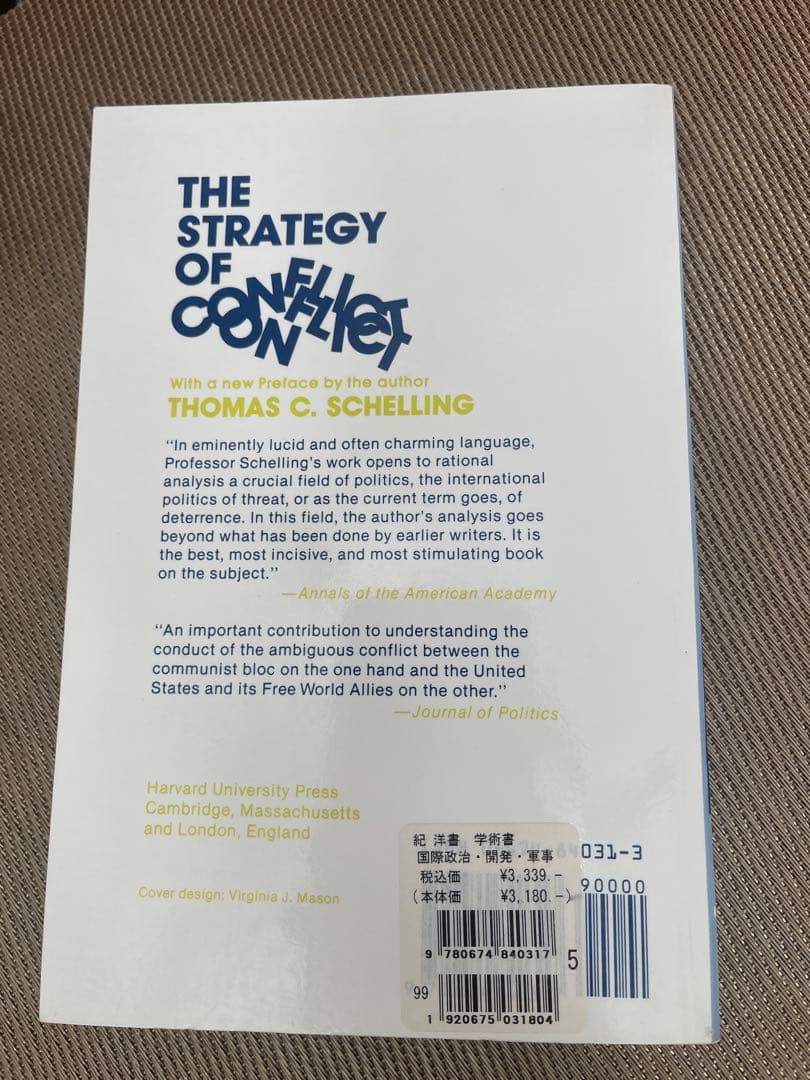 THE
STRATEGY
OF
CONFLICT
CONFLICT
With a new Preface by the author
THOMAS C. SCHELLING
"In eminently lucid and often charming language,
Professor Schelling's work opens to rational
analysis a crucial field of politics, the international
politics of threat, or as the current term goes, of
deterrence. In this field, the author's analysis goes
beyond what has been done by earlier writers. It is
the best, most incisive, and most stimulating book
on the subject."
—Annals of the American Academy
"An important contribution to understanding the
conduct of the ambiguous conflict between the
communist bloc on the one hand and the United
States and its Free World Allies on the other."
—Journal of Politics
Harvard University Press
Cambridge, Massachusetts
and London, England
Cover design: Virginia J. Mason
紀 洋書 学術書
国際政治・開発・軍事
税込価 ¥3,339.-
(本体価 ¥3,180.-)
9 780674 840317
99
1 920675 031804
031-3
90000
5